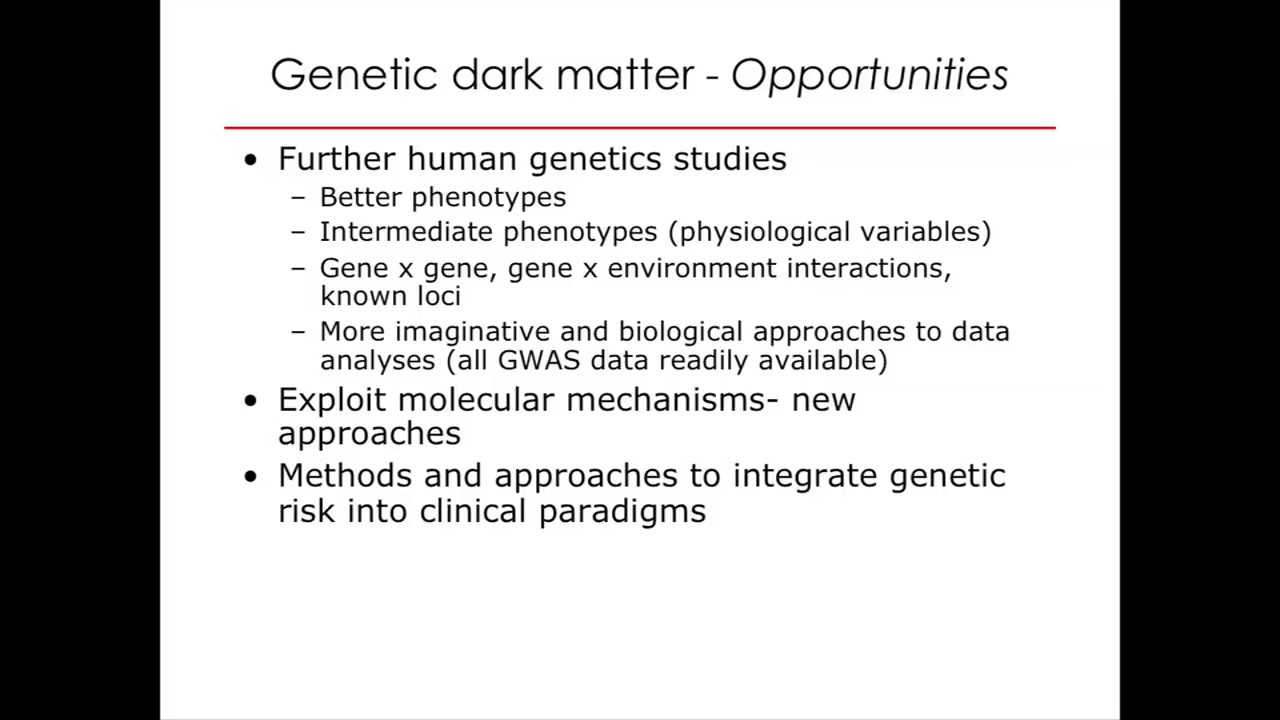 Genetic dark matter - Opportunities
• Further human genetics studies
– Better phenotypes
– Intermediate phenotypes (physiological variables)
– Gene x gene, gene x environment interactions,
known loci
– More imaginative and biological approaches to data
analyses (all GWAS data readily available)
• Exploit molecular mechanisms- new
approaches
• Methods and approaches to integrate genetic
risk into clinical paradigms